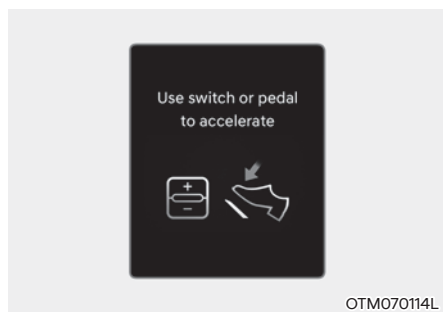 Use switch or pedal
to accelerate
+
−
OTM070114L